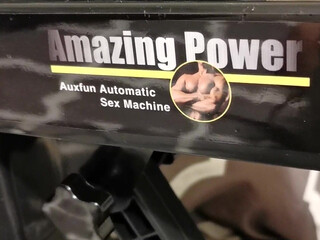 Amazing Power
Auxfun Automatic
Sex Machine